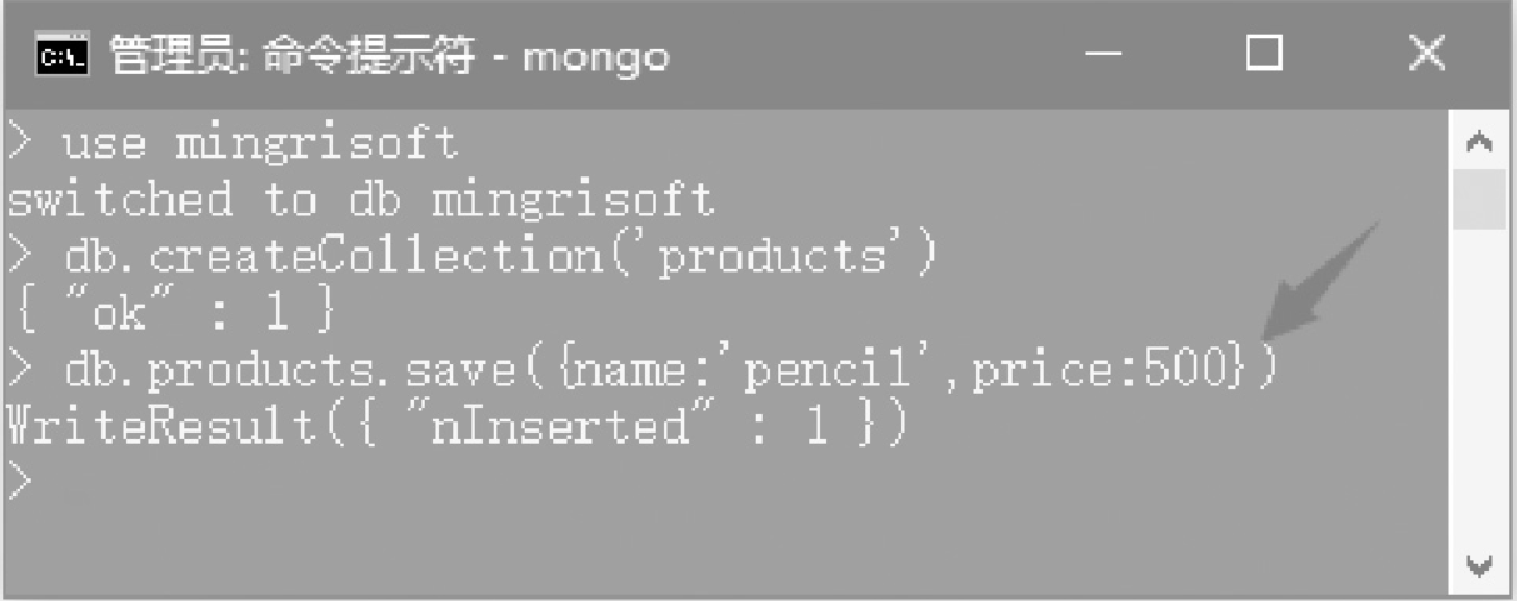 管理员: 命令提示符 - mongo
> use mingrisoft
switched to db mingrisoft
> db.createCollection('products')
{ "ok" : 1 }
> db.products.save({name:'pencil',price:500})
WriteResult({ "nInserted" : 1 })
>